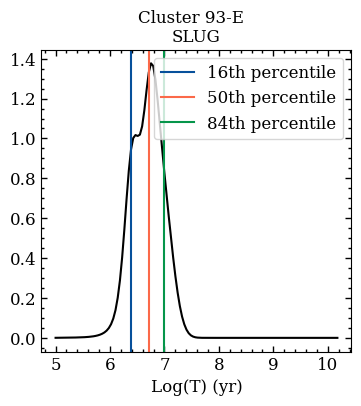 Cluster 93-E
SLUG
16th percentile
50th percentile
84th percentile
1.4
1.2
1.0
0.8
0.6
0.4
0.2
0.0
5 6 7 8 9 10
Log(T) (yr)